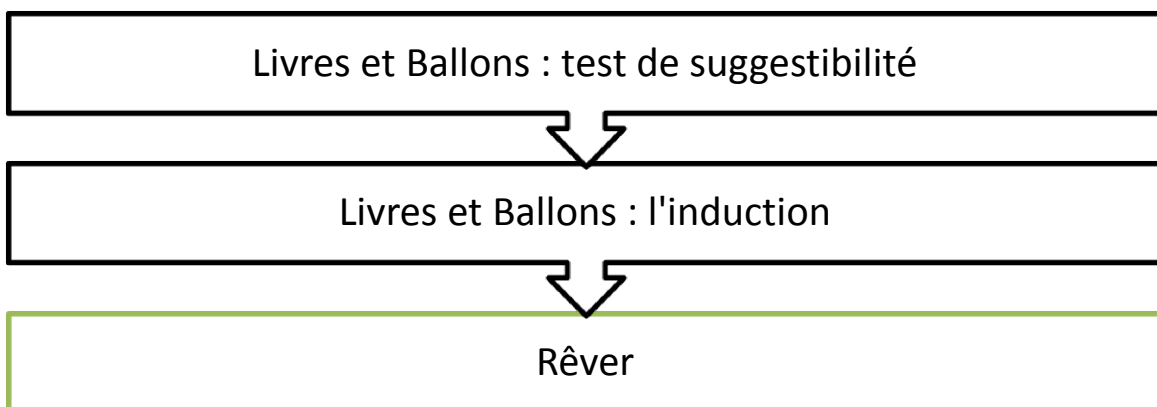 Livres et Ballons : test de suggestibilité
Livres et Ballons : l'induction
Rêver